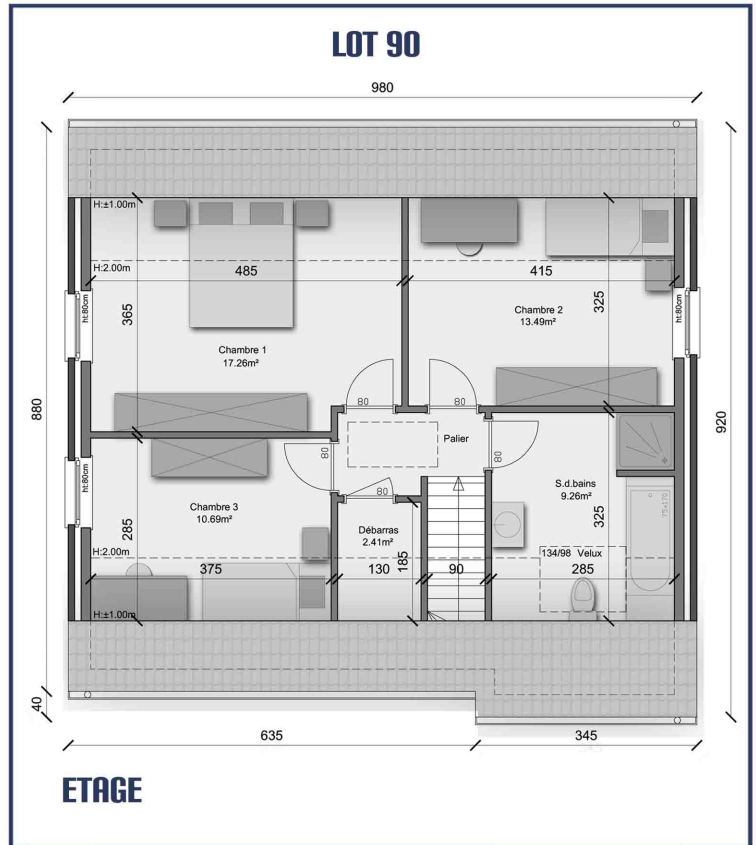 LOT 90
980
H:±1.00m
H:2.00m
485
415
365
325
ht:80cm
ht:80cm
Chambre 1
17.26m²
Chambre 2
13.49m²
880
920
80
80
Palier
80
80
80
ht:80cm
Chambre 3
10.69m²
S.d.bains
9.26m²
75x170
285
325
Débarras
2.41m²
185
H:2.00m
134/98 Velux
375
130
90
285
H:±1.00m
40
635
345
ETAGE